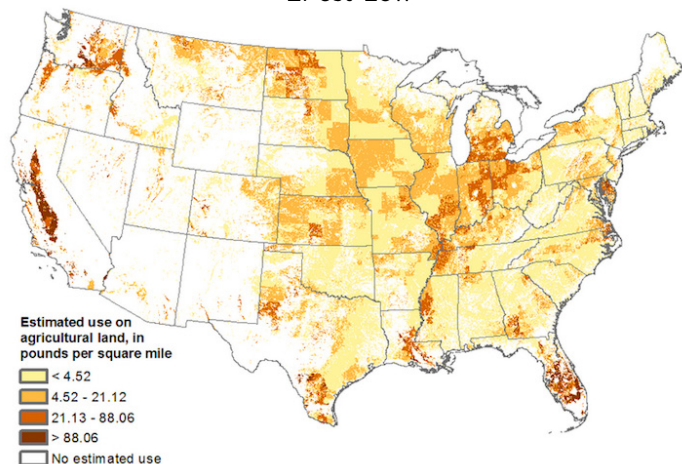 Estimated use on
agricultural land, in
pounds per square mile
< 4.52
4.52 - 21.12
21.13 - 88.06
> 88.06
No estimated use